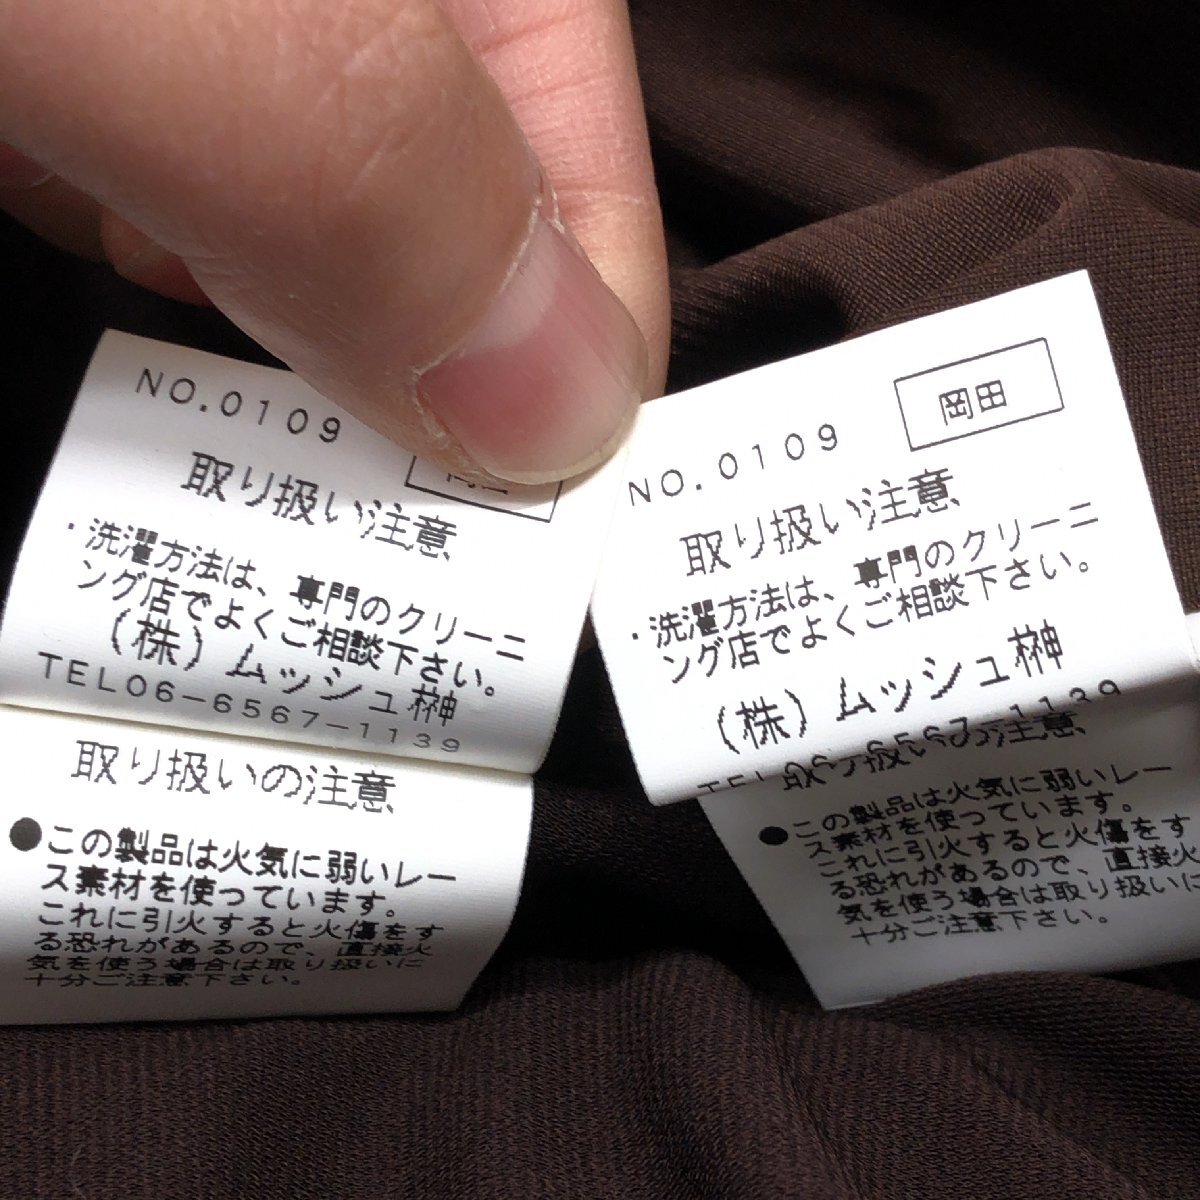 NO.0109
取り扱い注意
・洗濯方法は、専門のクリーニ
ング店でよくご相談下さい。
(株)ムッシュ榊
TEL06-6567-1139
取り扱いの注意
●この製品は火気に弱いレー
ス素材を使っています。
これに引火すると火傷をす
る恐れがあるので、直接火
気を使う場合は取り扱いに
十分ご注意下さい。
NO.0109 岡田
取り扱い注意
・洗濯方法は、専門のクリーニ
ング店でよくご相談下さい。
(株)ムッシュ榊
取り扱いの注意
●この製品は火気に弱いレー
ス素材を使っています。
これに引火すると火傷をす
る恐れがあるので、直接火
気を使う場合は取り扱いに
十分ご注意下さい。